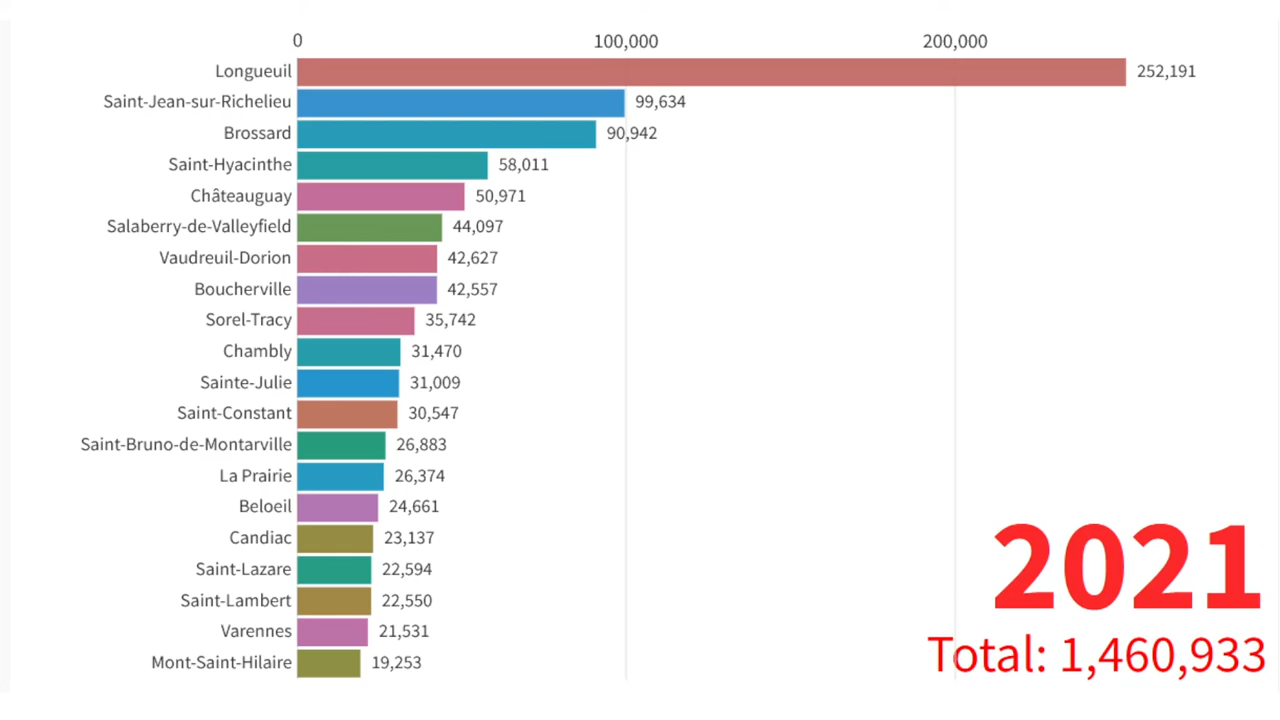 0 100,000 200,000
Longueuil 252,191
Saint-Jean-sur-Richelieu 99,634
Brossard 90,942
Saint-Hyacinthe 58,011
Châteauguay 50,971
Salaberry-de-Valleyfield 44,097
Vaudreuil-Dorion 42,627
Boucherville 42,557
Sorel-Tracy 35,742
Chambly 31,470
Sainte-Julie 31,009
Saint-Constant 30,547
Saint-Bruno-de-Montarville 26,883
La Prairie 26,374
Beloeil 24,661
Candiac 23,137
Saint-Lazare 22,594
Saint-Lambert 22,550
Varennes 21,531
Mont-Saint-Hilaire 19,253
2021
Total: 1,460,933